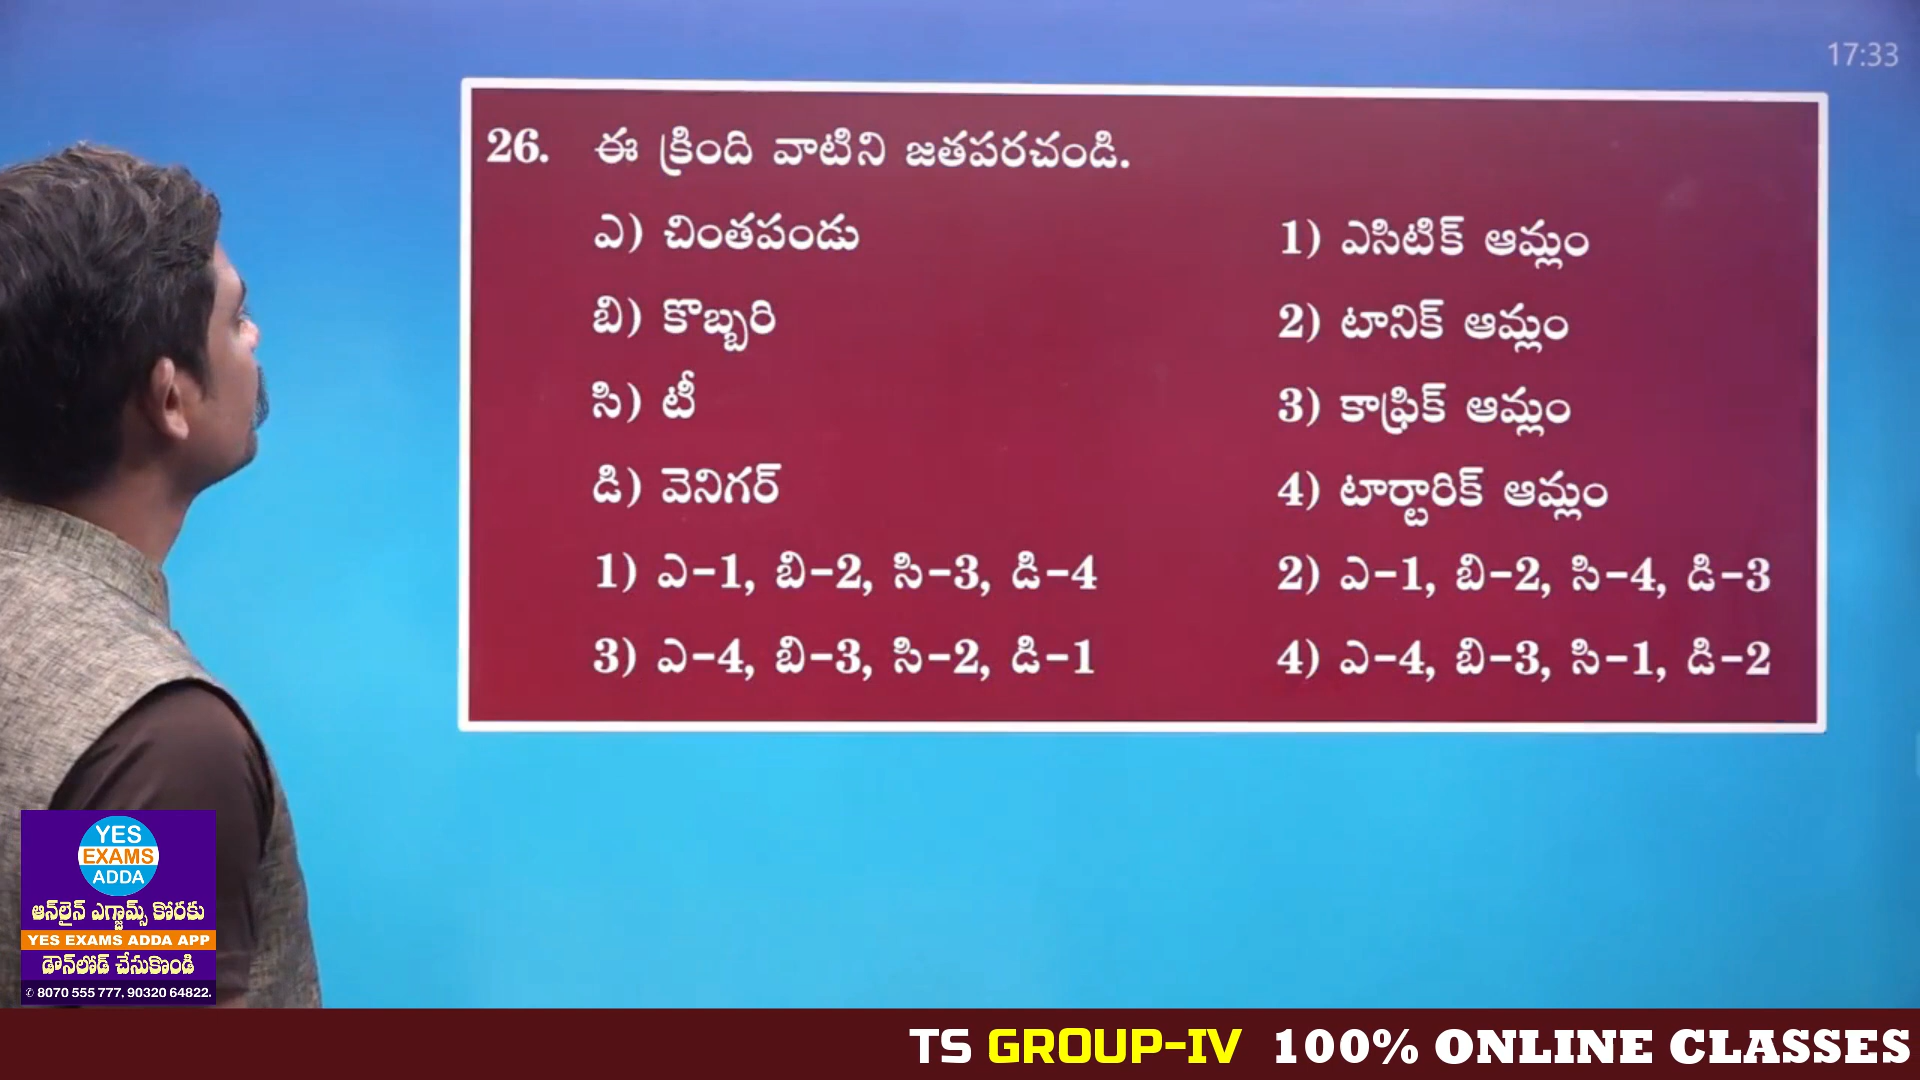 17:33
26. ఈ క్రింది వాటిని జతపరచండి.
ఎ) చింతపండు 1) ఎసిటిక్ ఆమ్లం
బి) కొబ్బరి 2) టానిక్ ఆమ్లం
సి) టీ 3) కాఫ్రిక్ ఆమ్లం
డి) వెనిగర్ 4) టార్టారిక్ ఆమ్లం
1) ఎ-1, బి-2, సి-3, డి-4 2) ఎ-1, బి-2, సి-4, డి-3
3) ఎ-4, బి-3, సి-2, డి-1 4) ఎ-4, బి-3, సి-1, డి-2
YES
EXAMS
ADDA
ఆన్‌లైన్ ఎగ్జామ్స్ కోరకు
YES EXAMS ADDA APP
డౌన్‌లోడ్ చేసుకొండి
✆ 8070 555 777, 90320 64822.
TS GROUP-IV 100% ONLINE CLASSES